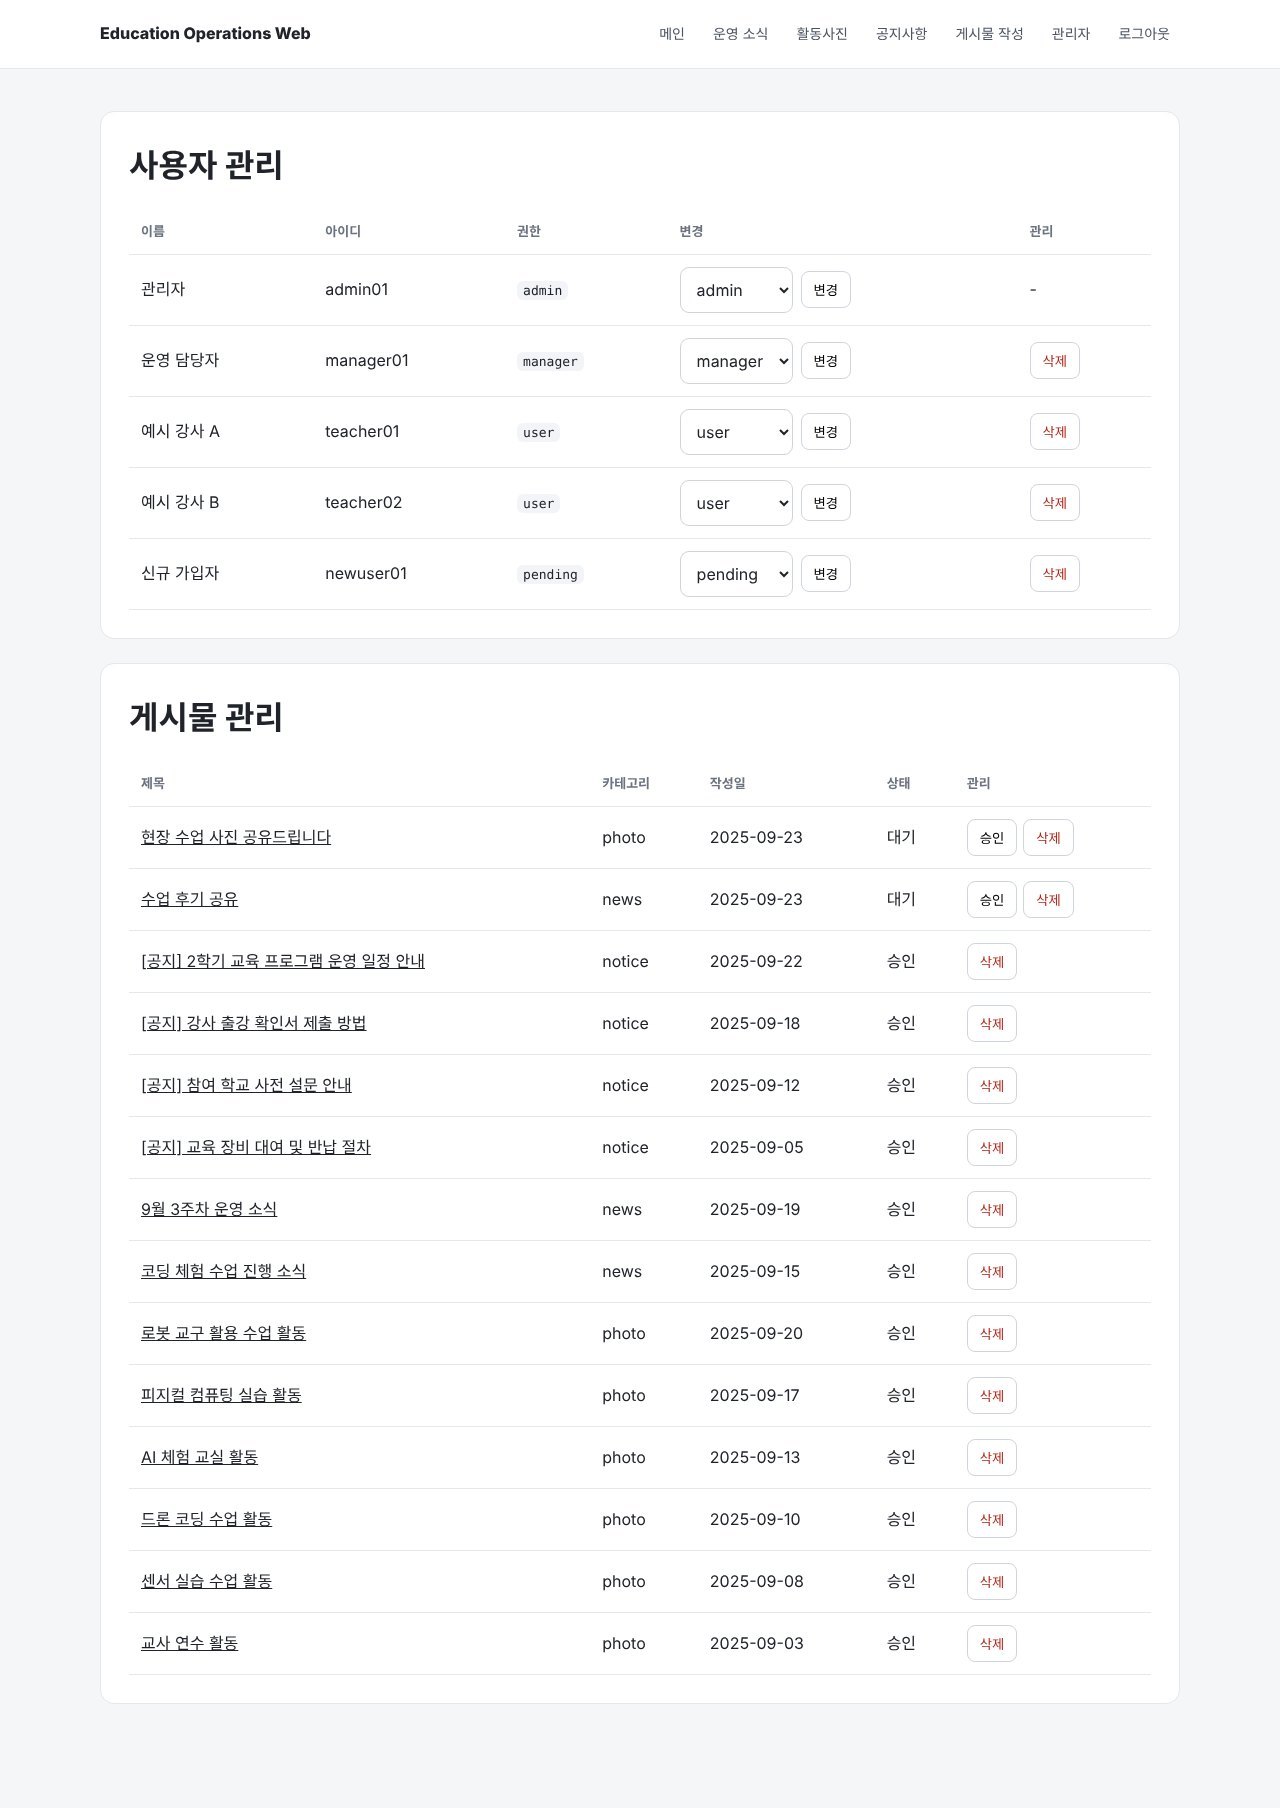 Education Operations Web 메인 운영 소식 활동사진 공지사항 게시물 작성 관리자 로그아웃
사용자 관리
이름 아이디 권한 변경 관리
관리자 admin01 admin admin 변경 -
운영 담당자 manager01 manager manager 변경 삭제
예시 강사 A teacher01 user user 변경 삭제
예시 강사 B teacher02 user user 변경 삭제
신규 가입자 newuser01 pending pending 변경 삭제
게시물 관리
제목 카테고리 작성일 상태 관리
현장 수업 사진 공유드립니다 photo 2025-09-23 대기 승인 삭제
수업 후기 공유 news 2025-09-23 대기 승인 삭제
[공지] 2학기 교육 프로그램 운영 일정 안내 notice 2025-09-22 승인 삭제
[공지] 강사 출강 확인서 제출 방법 notice 2025-09-18 승인 삭제
[공지] 참여 학교 사전 설문 안내 notice 2025-09-12 승인 삭제
[공지] 교육 장비 대여 및 반납 절차 notice 2025-09-05 승인 삭제
9월 3주차 운영 소식 news 2025-09-19 승인 삭제
코딩 체험 수업 진행 소식 news 2025-09-15 승인 삭제
로봇 교구 활용 수업 활동 photo 2025-09-20 승인 삭제
피지컬 컴퓨팅 실습 활동 photo 2025-09-17 승인 삭제
AI 체험 교실 활동 photo 2025-09-13 승인 삭제
드론 코딩 수업 활동 photo 2025-09-10 승인 삭제
센서 실습 수업 활동 photo 2025-09-08 승인 삭제
교사 연수 활동 photo 2025-09-03 승인 삭제